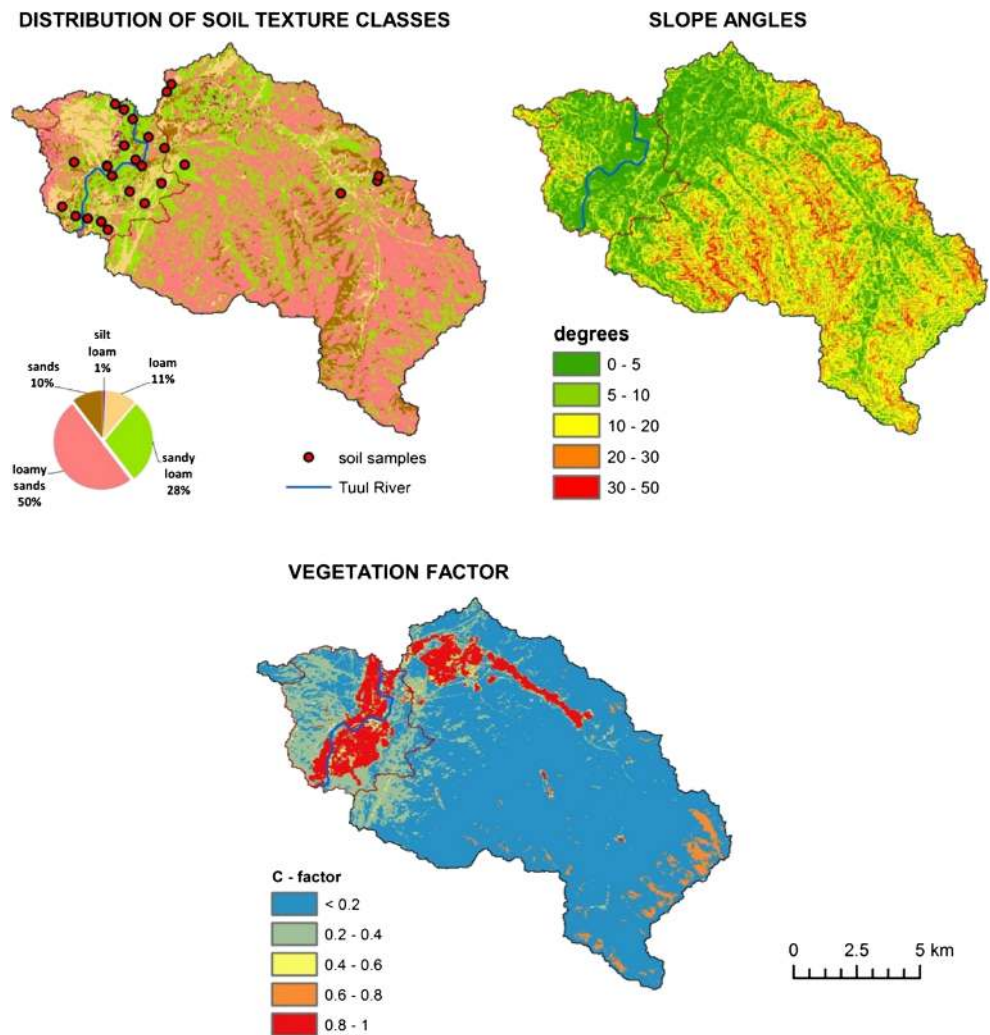 DISTRIBUTION OF SOIL TEXTURE CLASSES
SLOPE ANGLES
silt
loam
1%
loam
11%
sands
10%
sandy
loam
28%
loamy
sands
50%
soil samples
Tuul River
degrees
0 - 5
5 - 10
10 - 20
20 - 30
30 - 50
VEGETATION FACTOR
C - factor
< 0.2
0.2 - 0.4
0.4 - 0.6
0.6 - 0.8
0.8 - 1
0 2.5 5 km